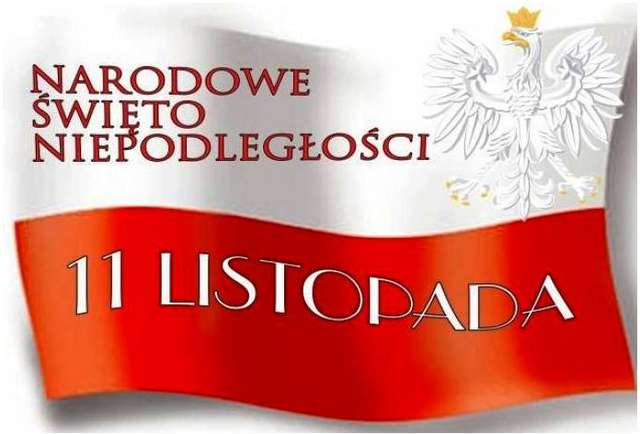 NARODOWE
ŚWIĘTO
NIEPODLEGŁOŚCI
11 LISTOPADA